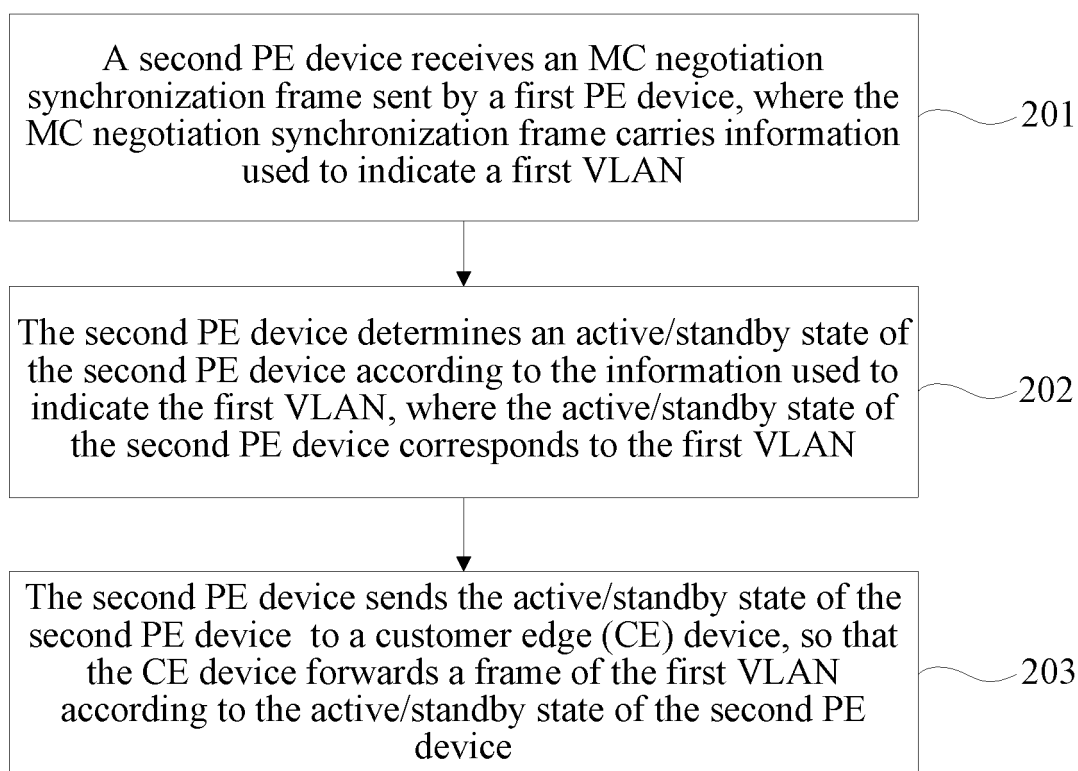 A second PE device receives an MC negotiation
synchronization frame sent by a first PE device, where the
MC negotiation synchronization frame carries information
used to indicate a first VLAN
201
The second PE device determines an active/standby state of
the second PE device according to the information used to
indicate the first VLAN, where the active/standby state of
the second PE device corresponds to the first VLAN
202
The second PE device sends the active/standby state of the
second PE device to a customer edge (CE) device, so that
the CE device forwards a frame of the first VLAN
according to the active/standby state of the second PE
device
203